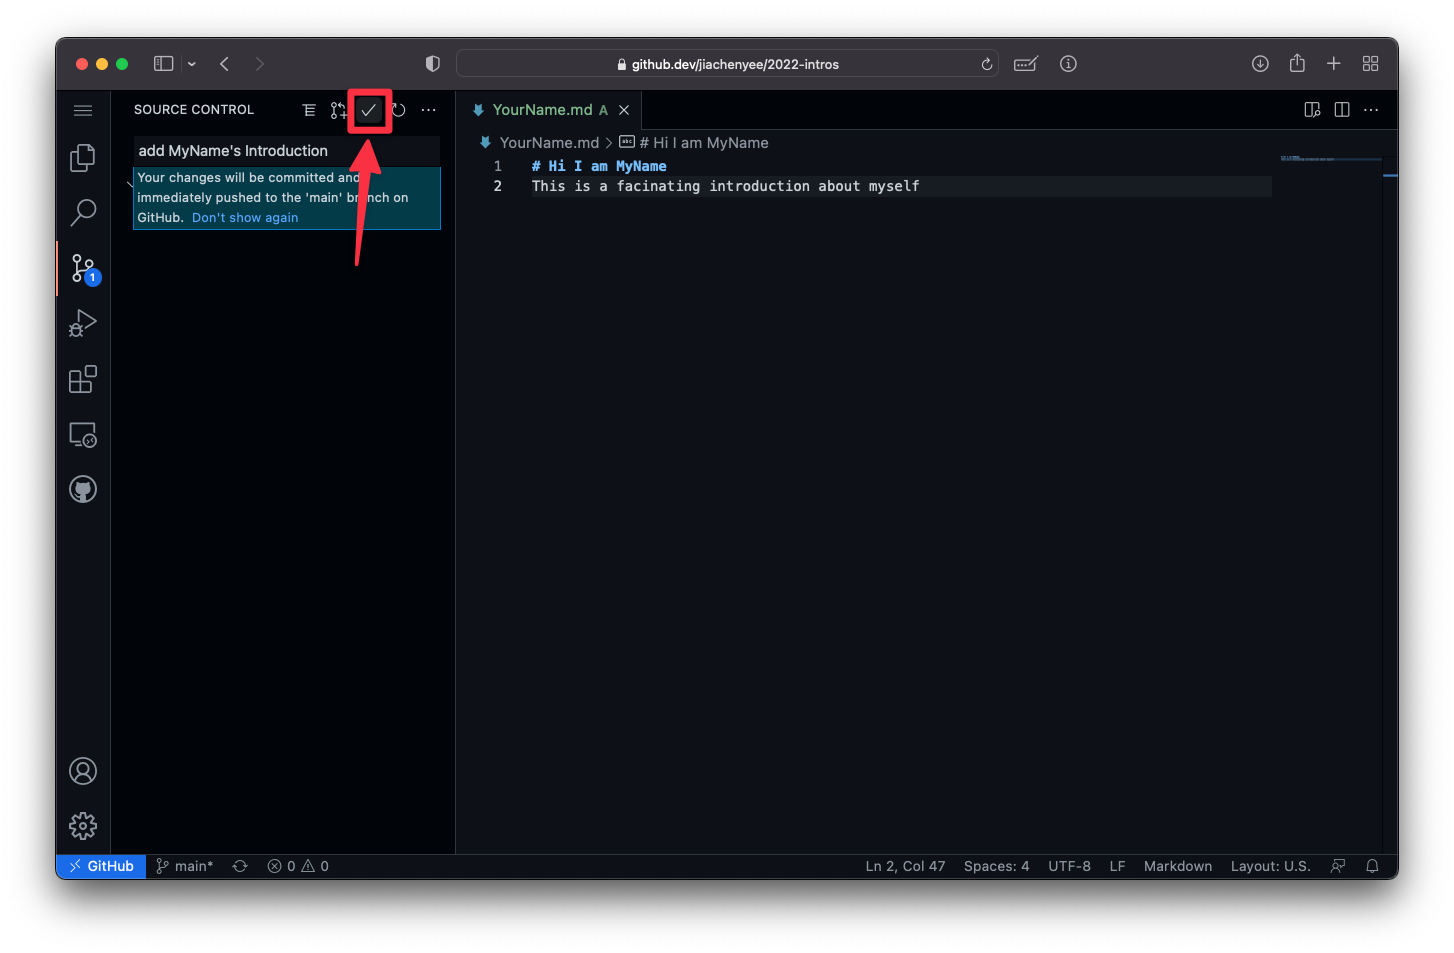 github.dev/jiachenyee/2022-intros
SOURCE CONTROL
add MyName's Introduction
Your changes will be committed and
immediately pushed to the 'main' branch on
GitHub. Don't show again
1
YourName.md A
YourName.md > # Hi I am MyName
1 # Hi I am MyName
2 This is a facinating introduction about myself
GitHub main* 0 0 Ln 2, Col 47 Spaces: 4 UTF-8 LF Markdown Layout: U.S.